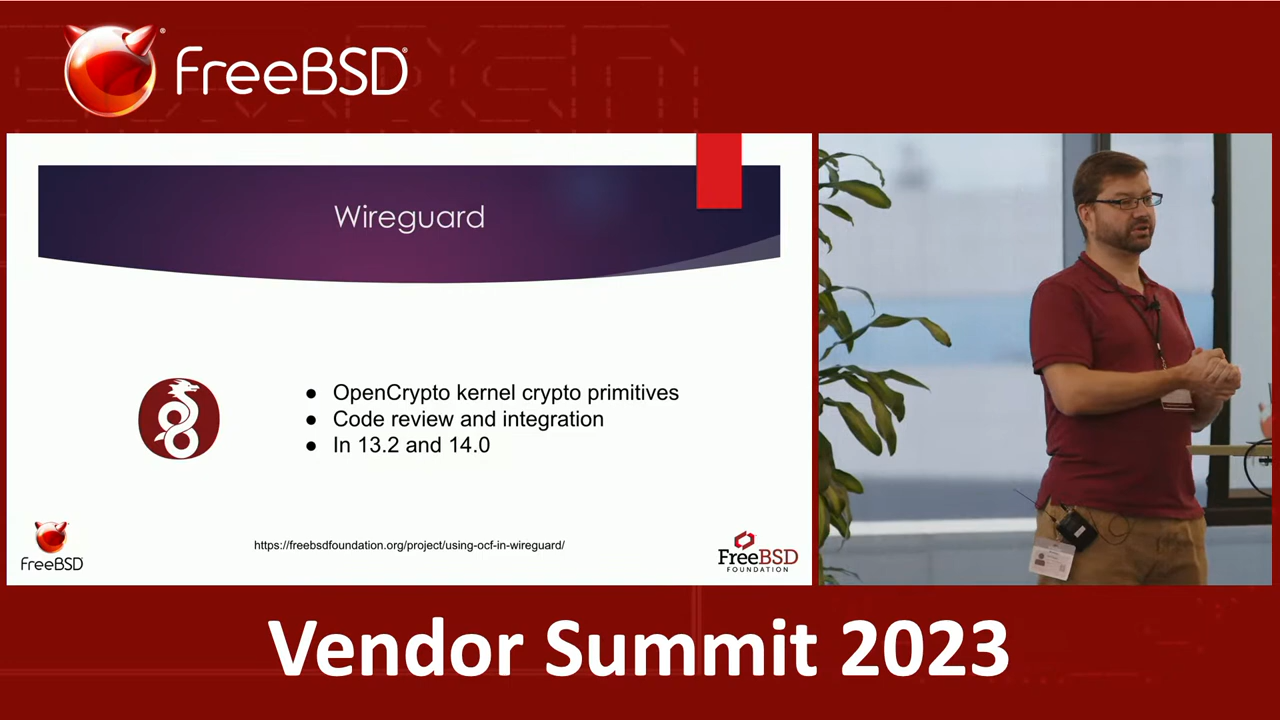 FreeBSD®
Wireguard
● OpenCrypto kernel crypto primitives
● Code review and integration
● In 13.2 and 14.0
https://freebsdfoundation.org/project/using-ocf-in-wireguard/
FreeBSD
FreeBSD
FOUNDATION
Vendor Summit 2023